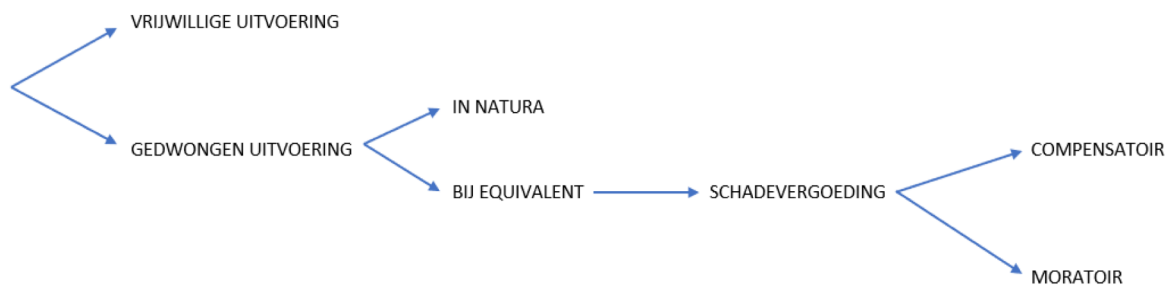 VRIJWILLIGE UITVOERING
GEDWONGEN UITVOERING
IN NATURA
BIJ EQUIVALENT
SCHADEVERGOEDING
COMPENSATOIR
MORATOIR